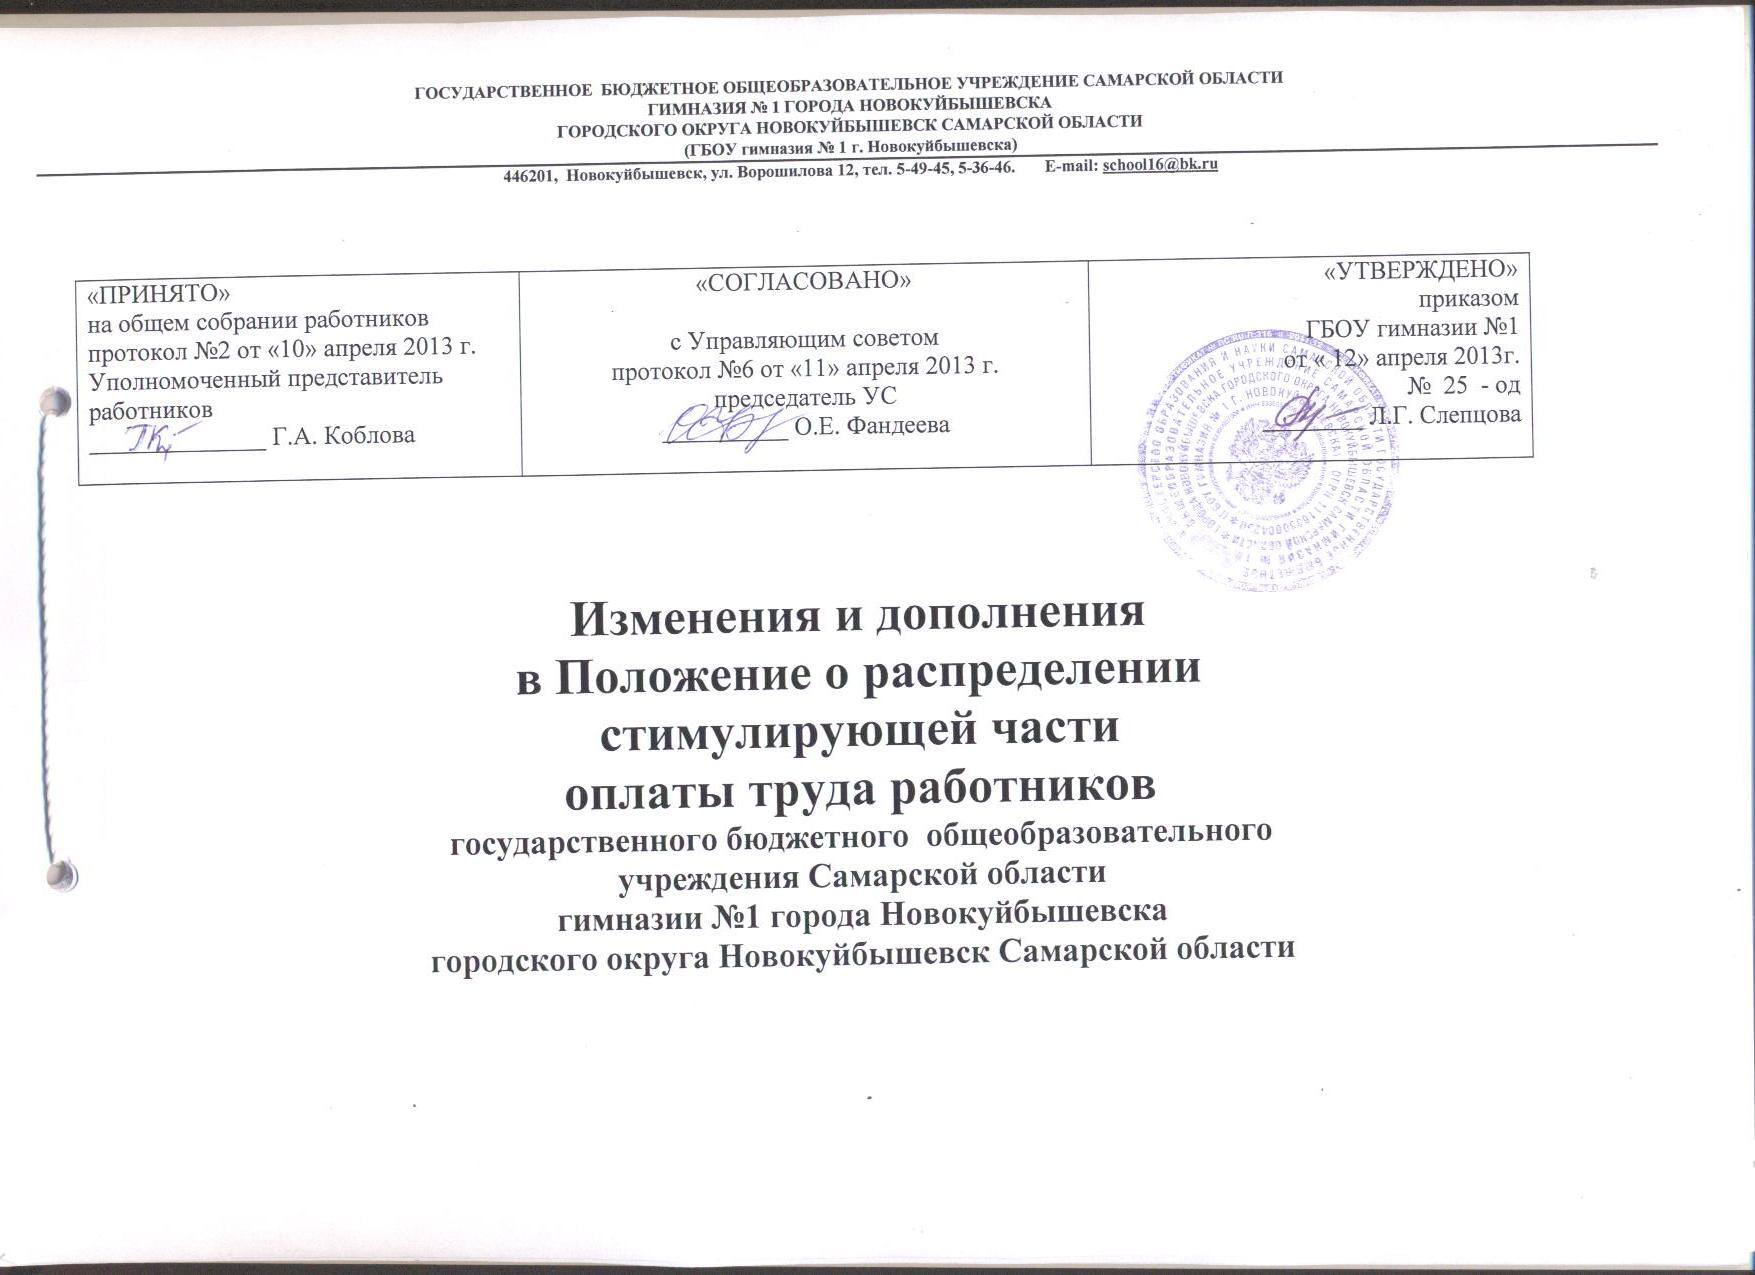 ГОСУДАРСТВЕННОЕ БЮДЖЕТНОЕ ОБЩЕОБРАЗОВАТЕЛЬНОЕ УЧРЕЖДЕНИЕ САМАРСКОЙ ОБЛАСТИ
ГИМНАЗИЯ № 1 ГОРОДА НОВОКУЙБЫШЕВСКА
ГОРОДСКОГО ОКРУГА НОВОКУЙБЫШЕВСК САМАРСКОЙ ОБЛАСТИ
(ГБОУ гимназия № 1 г. Новокуйбышевска)
446201, Новокуйбышевск, ул. Ворошилова 12, тел. 5-49-45, 5-36-46. E-mail: school16@bk.ru
«ПРИНЯТО»
на общем собрании работников
протокол №2 от «10» апреля 2013 г.
Уполномоченный представитель
работников
______________ Г.А. Коблова
«СОГЛАСОВАНО»
с Управляющим советом
протокол №6 от «11» апреля 2013 г.
председатель УС
__________ О.Е. Фандеева
«УТВЕРЖДЕНО»
приказом
ГБОУ гимназии №1
от « 12» апреля 2013г.
№ 25 - од
________ Л.Г. Слепцова
Изменения и дополнения
в Положение о распределении
стимулирующей части
оплаты труда работников
государственного бюджетного общеобразовательного
учреждения Самарской области
гимназии №1 города Новокуйбышевска
городского округа Новокуйбышевск Самарской области